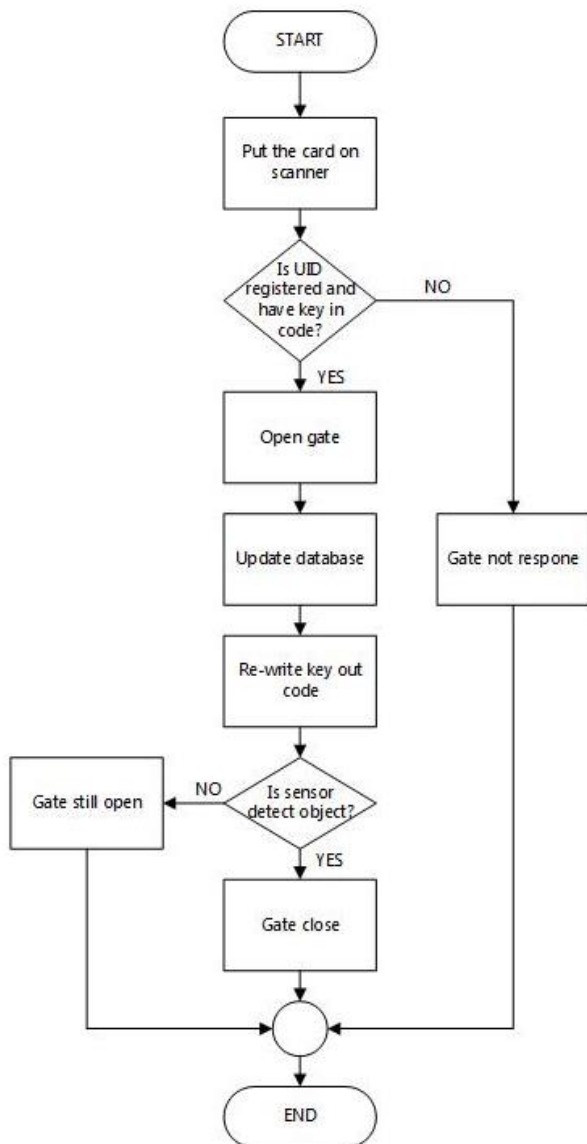 START
Put the card on
scanner
Is UID
registered and
have key in
code?
NO
YES
Open gate
Update database
Gate not respone
Re-write key out
code
Gate still open
NO
Is sensor
detect object?
YES
Gate close
END